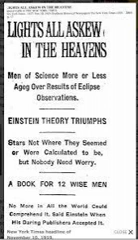 LIGHTS ALL ASKEW
IN THE HEAVENS
Men of Science More or Less
Agog Over Results of Eclipse
Observations.
EINSTEIN THEORY TRIUMPHS
Stars Not Where They Seemed
or Were Calculated to be,
but Nobody Need Worry.
A BOOK FOR 12 WISE MEN
No More in All the World Could
Comprehend It, Said Einstein When
His Daring Publishers Accepted It.
New York Times headline of
November 10, 1919